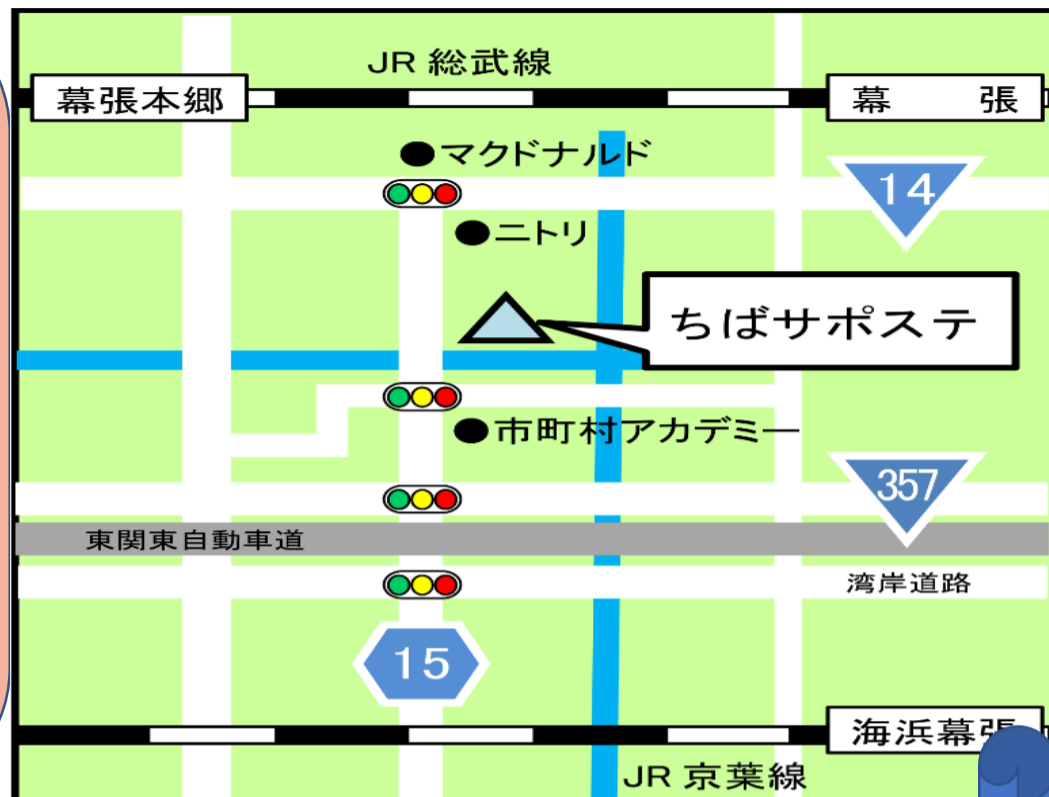 JR 総武線
幕張本郷
幕 張
マクドナルド
14
ニトリ
ちばサポステ
市町村アカデミー
357
東関東自動車道
湾岸道路
15
海浜幕張
JR 京葉線